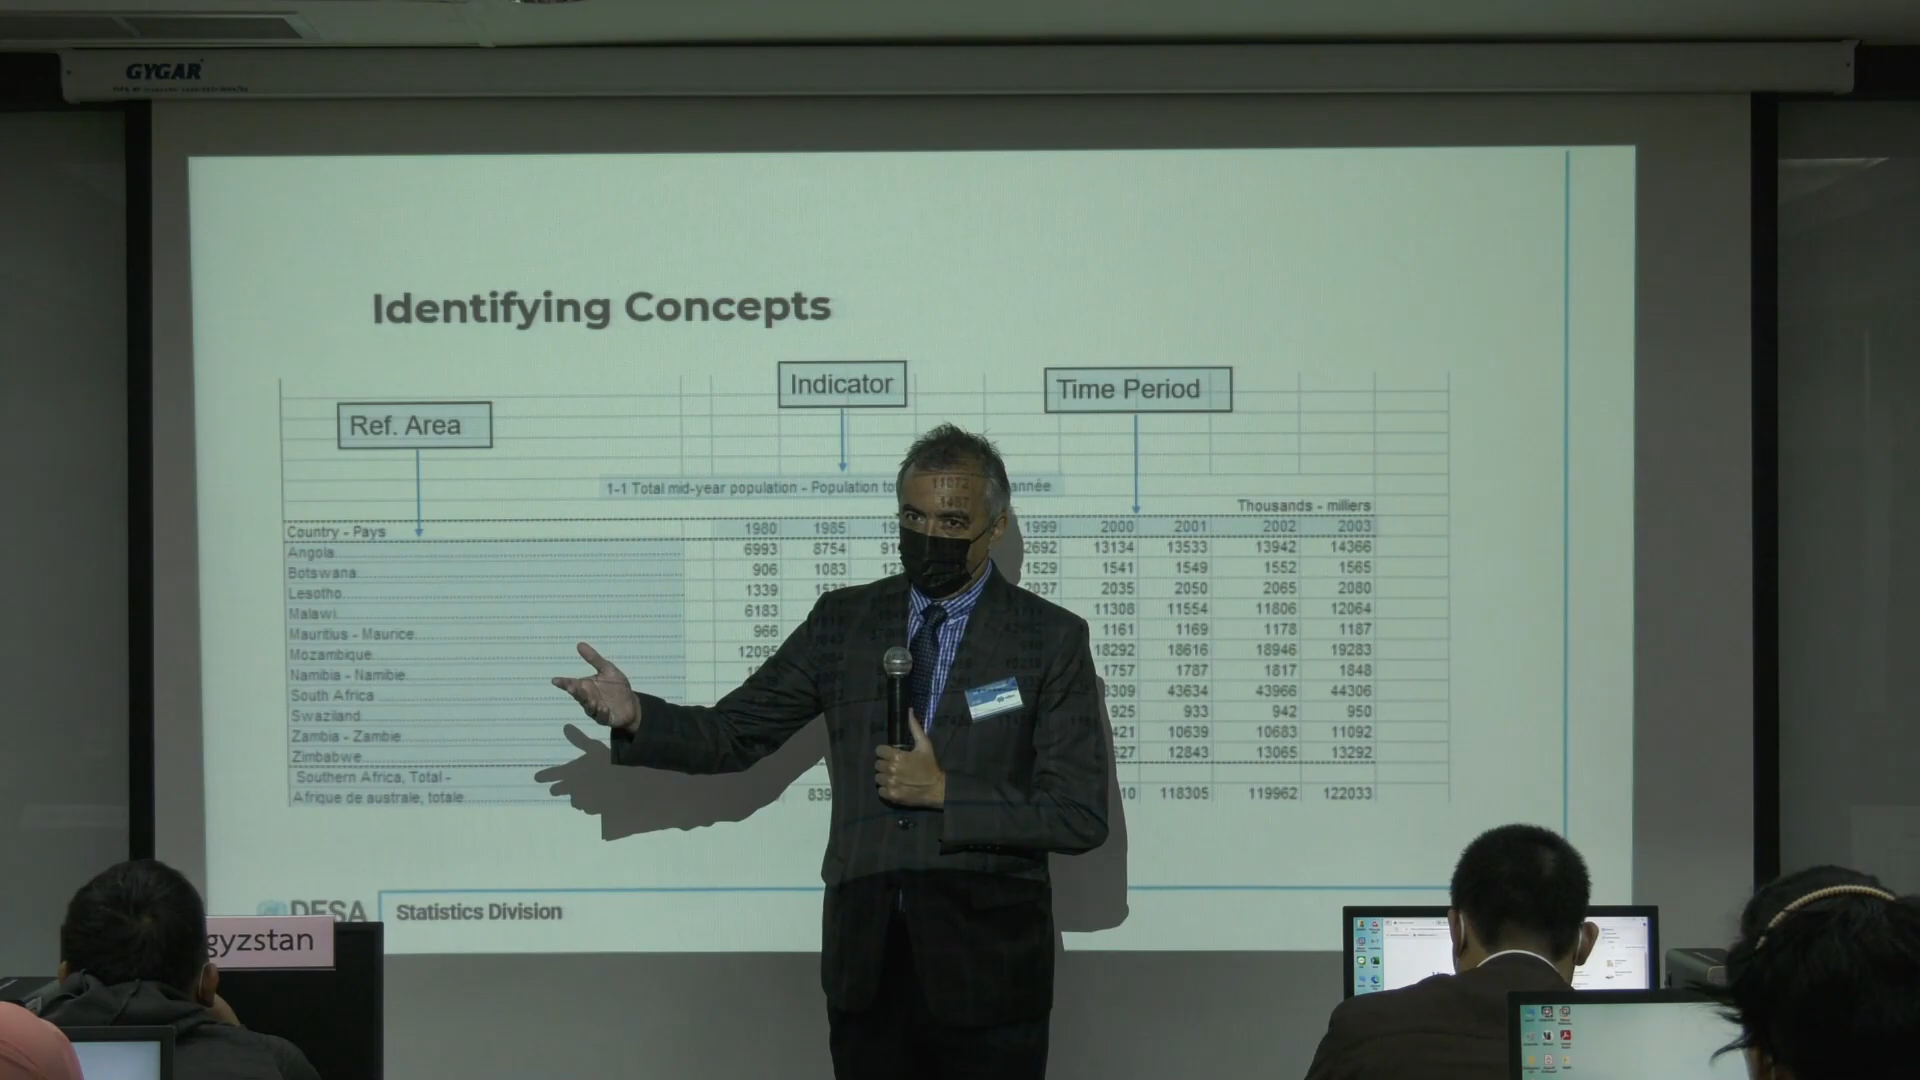 GYGAR
Identifying Concepts
Indicator
Time Period
Ref. Area
1-1 Total mid-year population - Population année
Thousands - milliers
Country - Pays 1980 1985 1999 2000 2001 2002 2003
Angola 6993 8754 13134 13533 13942 14366
Botswana 906 1083 1529 1541 1549 1552 1565
Lesotho 1339 2037 2035 2050 2065 2080
Malawi 6183 11308 11554 11806 12064
Mauritius - Maurice 966 1161 1169 1178 1187
Mozambique 12095 18292 18616 18946 19283
Namibia - Namibie 1757 1787 1817 1848
South Africa 43634 43966 44306
Swaziland 925 933 942 950
Zambia - Zambie 10639 10683 11092
Zimbabwe 12843 13065 13292
Southern Africa, Total -
Afrique de australe, totale 118305 119962 122033
DESA Statistics Division
gyzstan